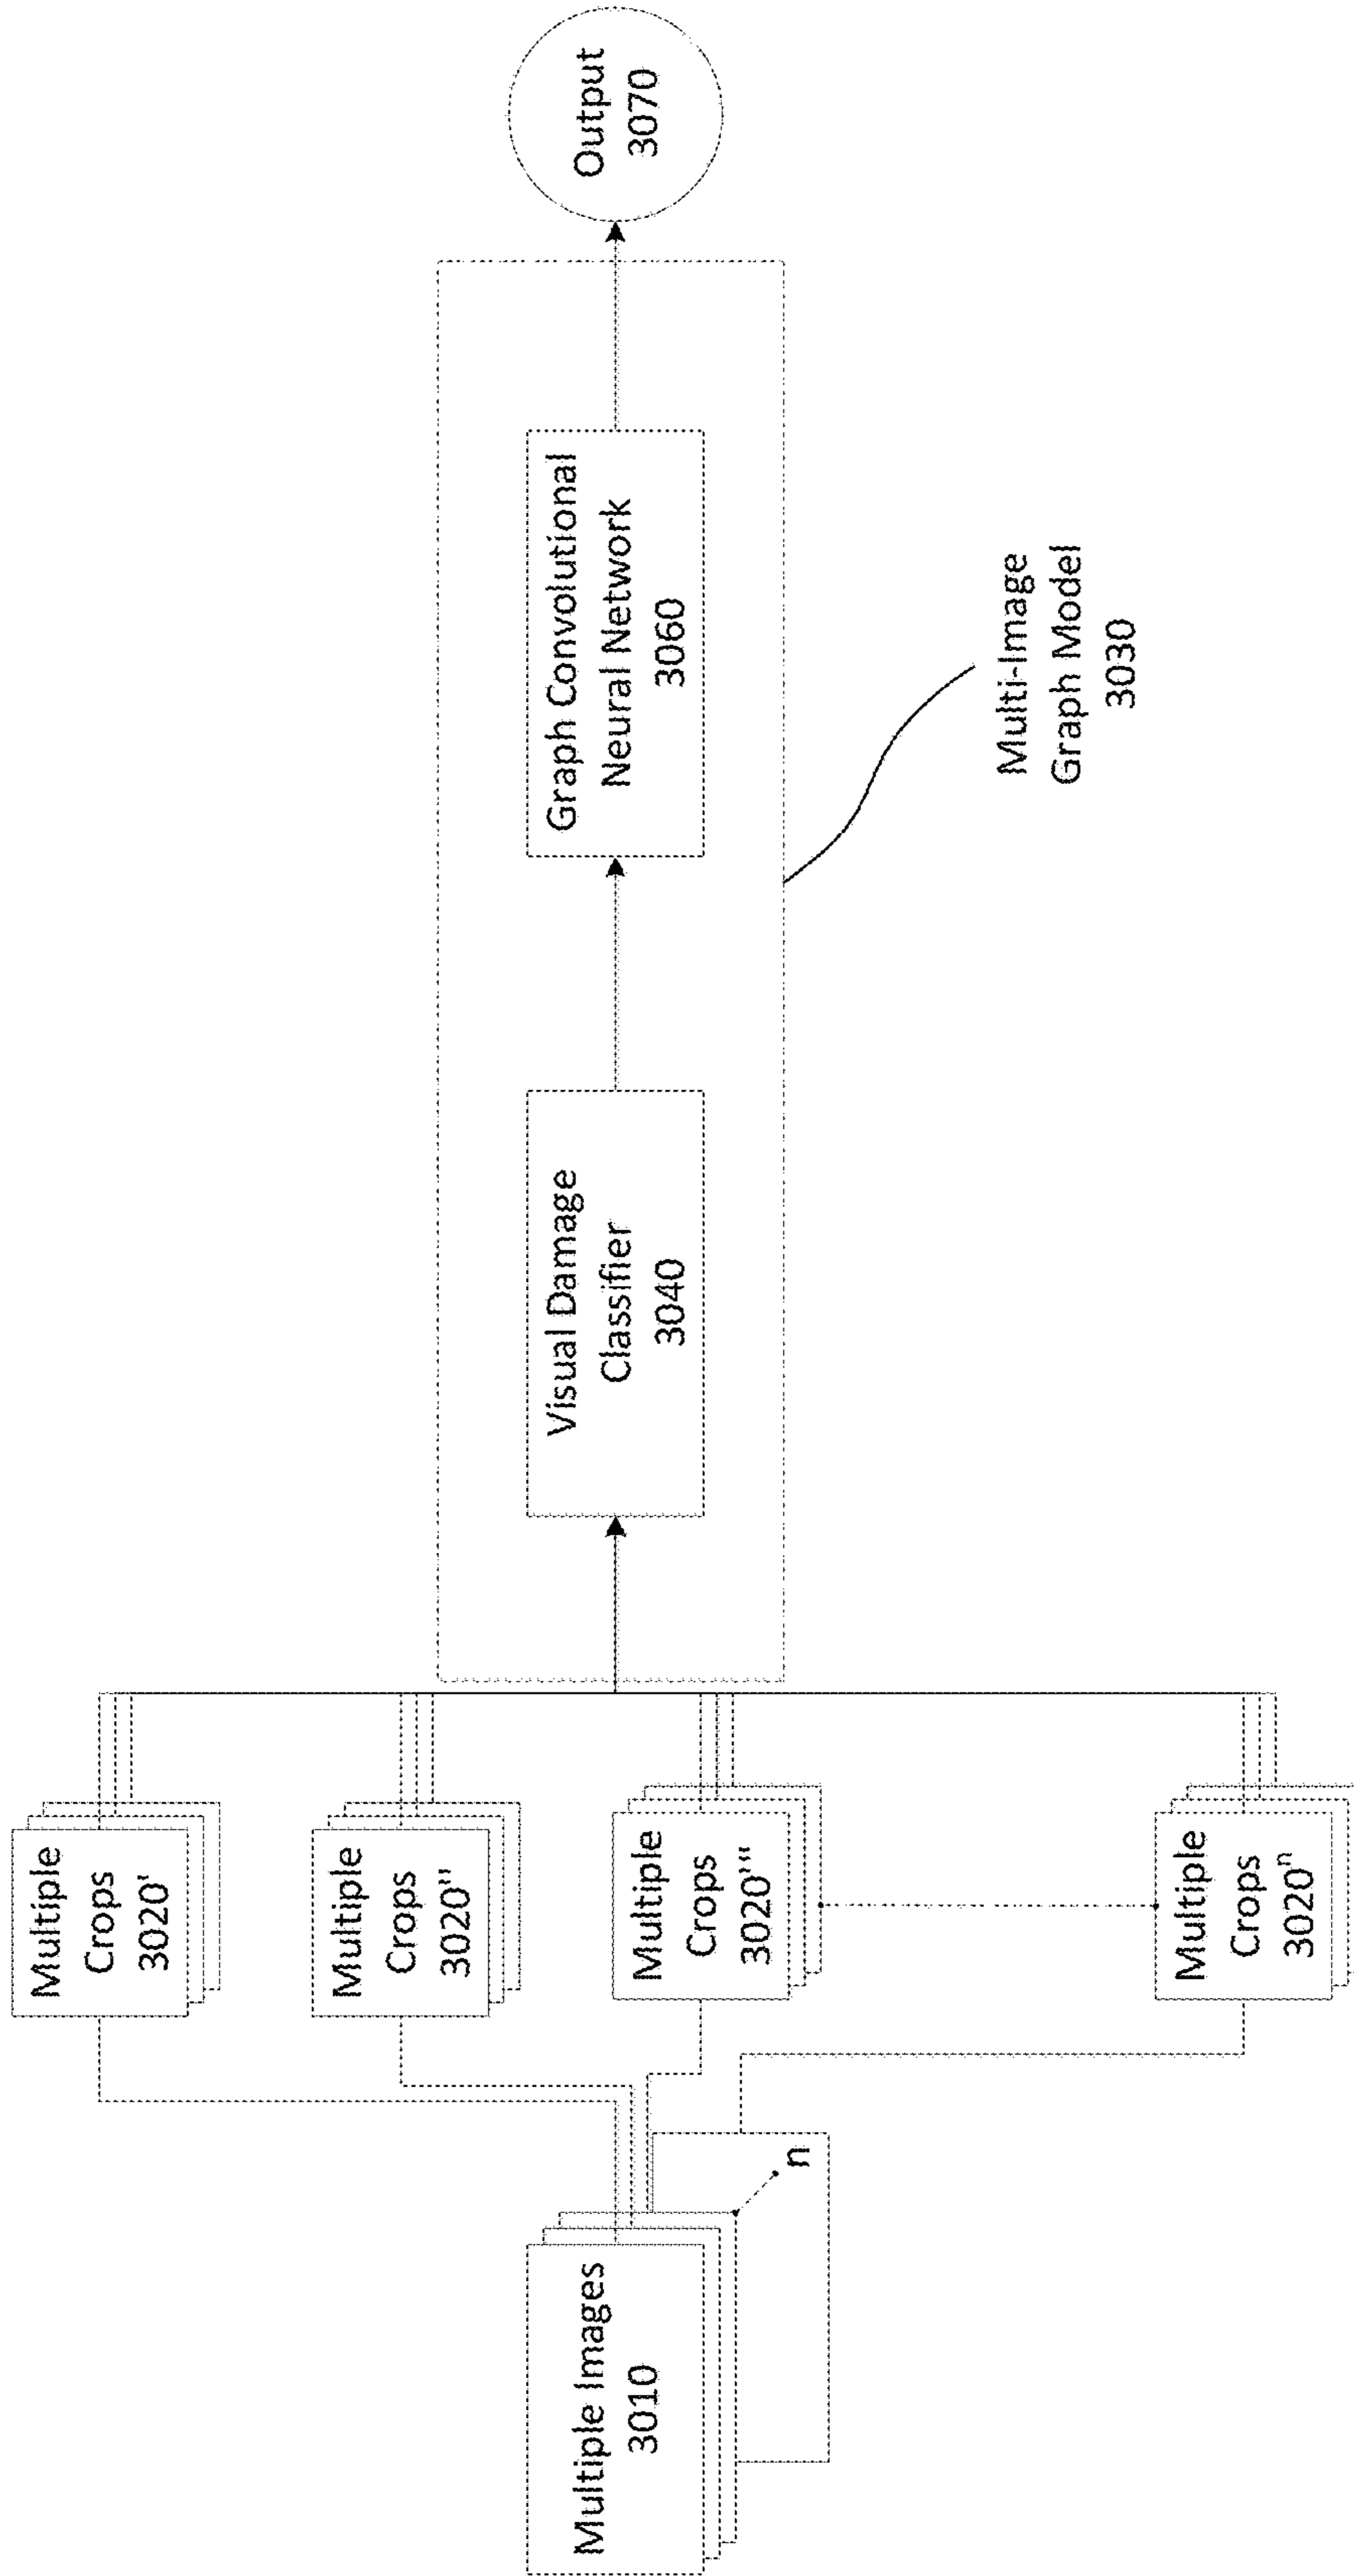 Multiple Images
3010
n
Multiple
Crops
3020'
Multiple
Crops
3020''
Multiple
Crops
3020'''
Multiple
Crops
3020ⁿ
Visual Damage
Classifier
3040
Graph Convolutional
Neural Network
3060
Multi-Image
Graph Model
3030
Output
3070